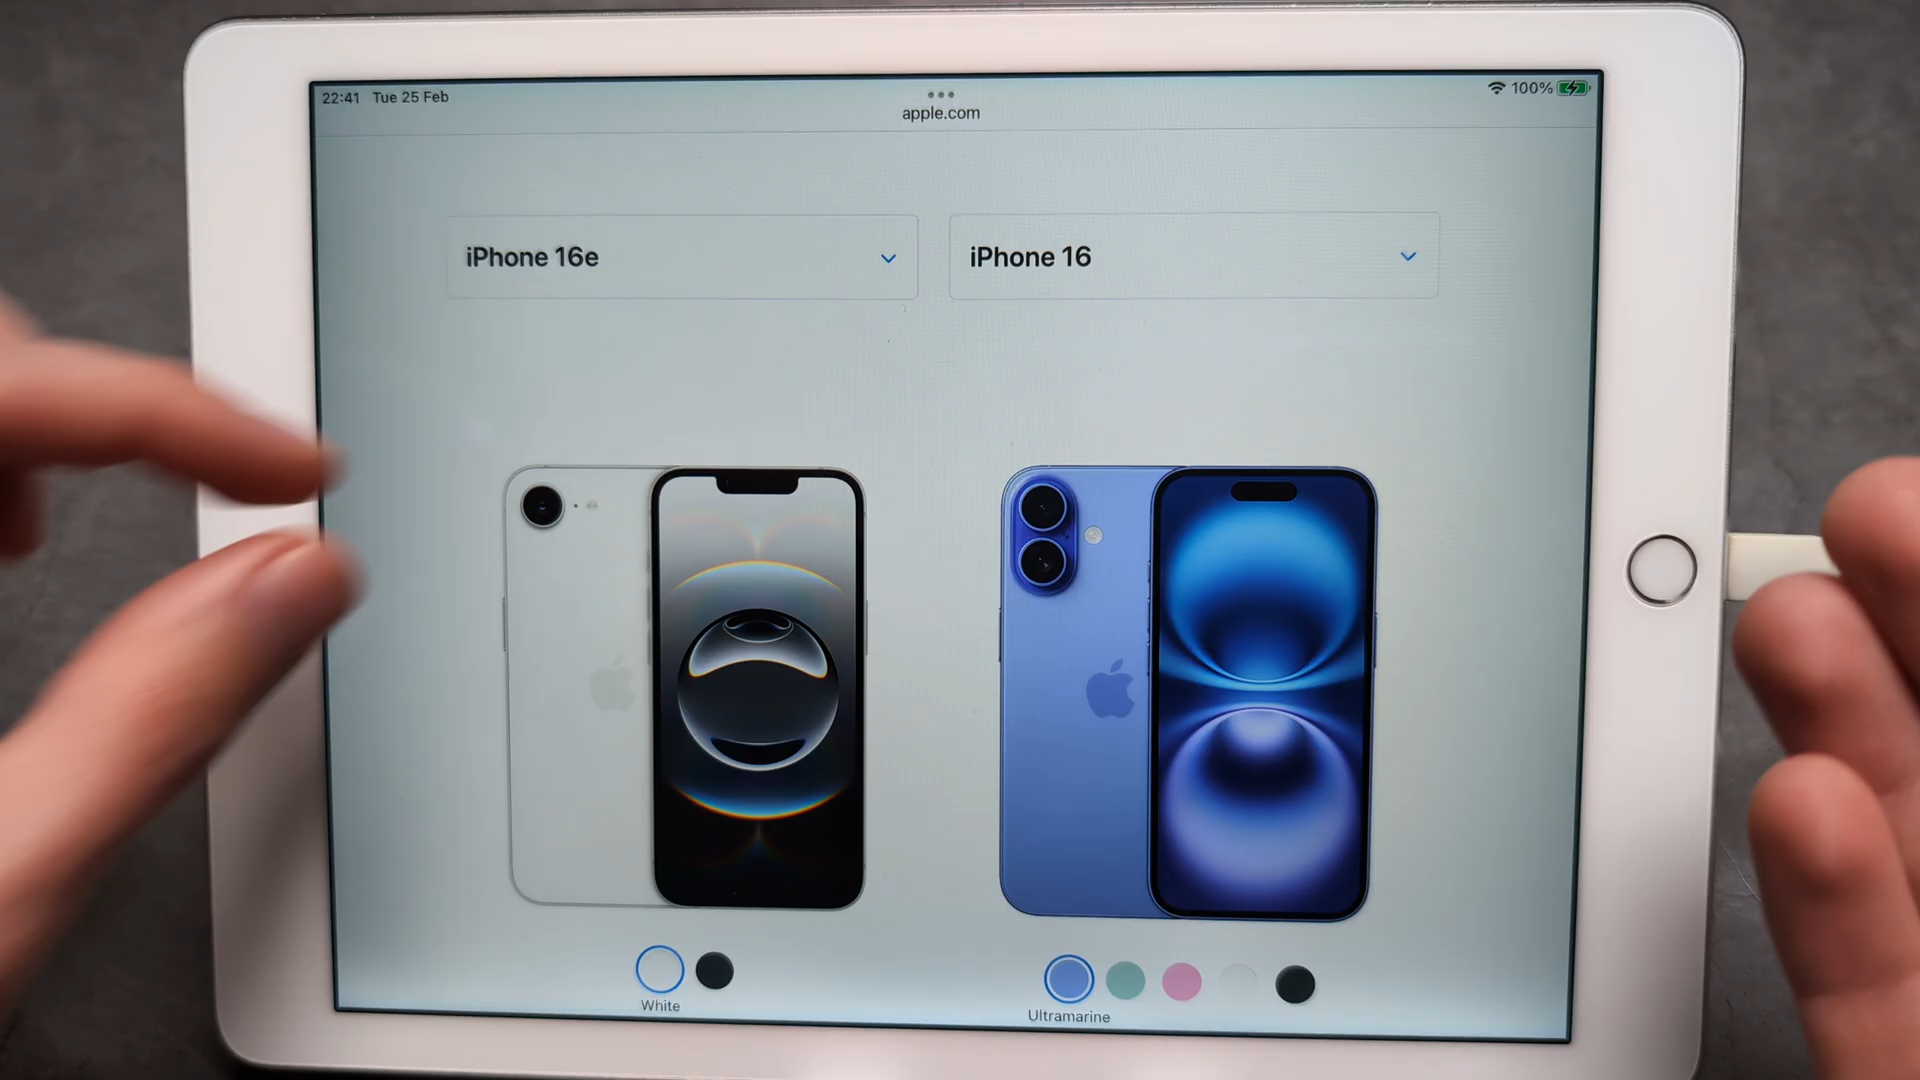 22:41 Tue 25 Feb
100%
apple.com
iPhone 16e
iPhone 16
White
Ultramarine